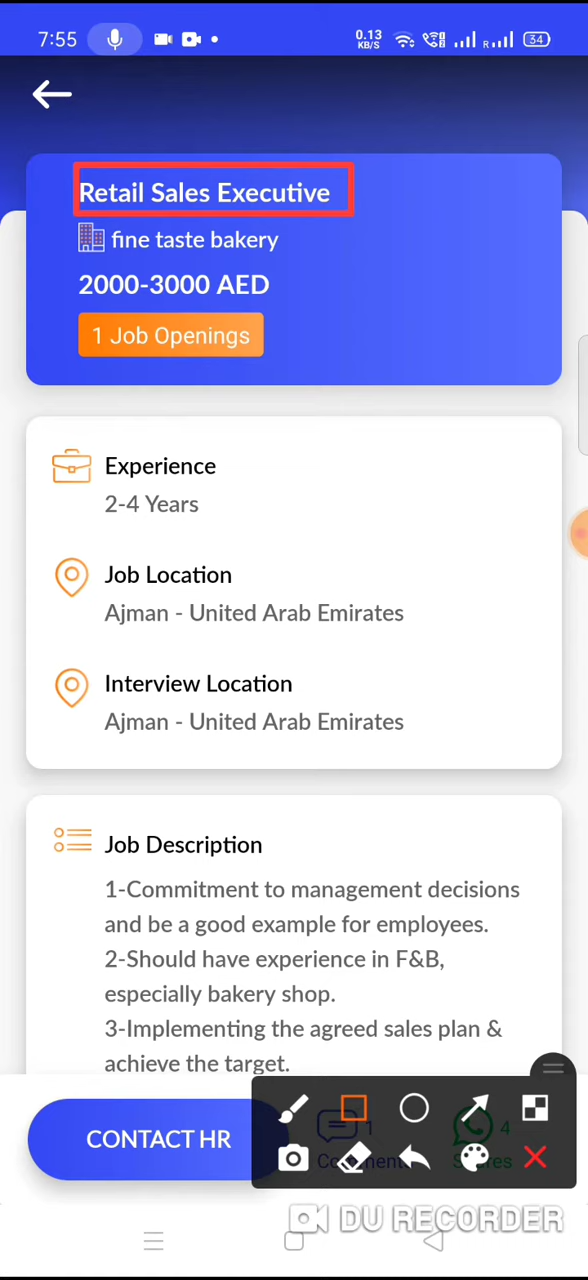 7:55
0.13
KB/S
R
34
Retail Sales Executive
fine taste bakery
2000-3000 AED
1 Job Openings
Experience
2-4 Years
Job Location
Ajman - United Arab Emirates
Interview Location
Ajman - United Arab Emirates
Job Description
1-Commitment to management decisions
and be a good example for employees.
2-Should have experience in F&B,
especially bakery shop.
3-Implementing the agreed sales plan &
achieve the target.
CONTACT HR
1
4
DU RECORDER